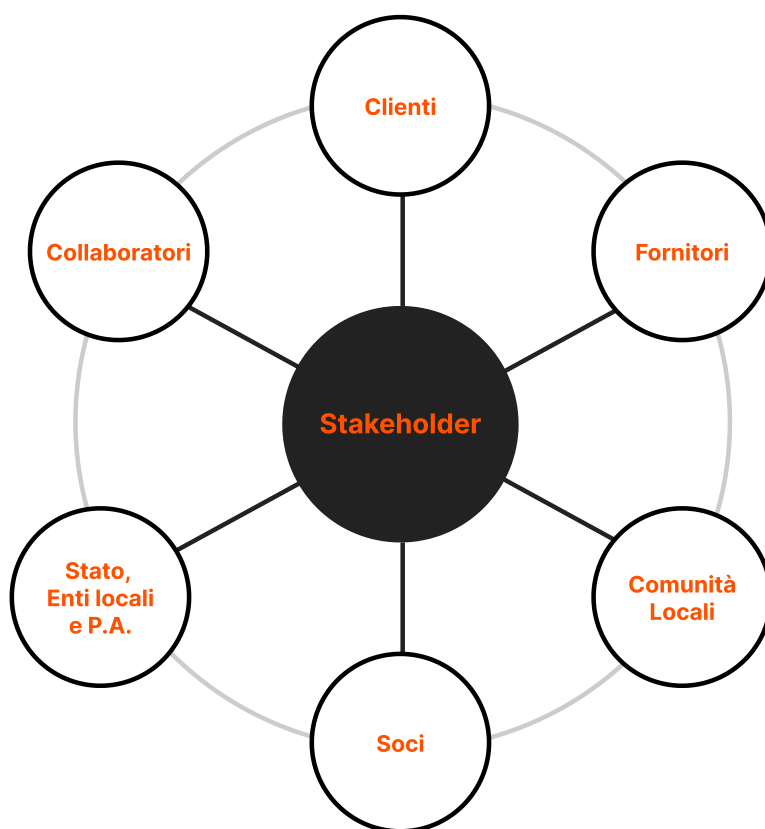 Clienti
Collaboratori
Fornitori
Stakeholder
Stato,
Enti locali
e P.A.
Comunità
Locali
Soci